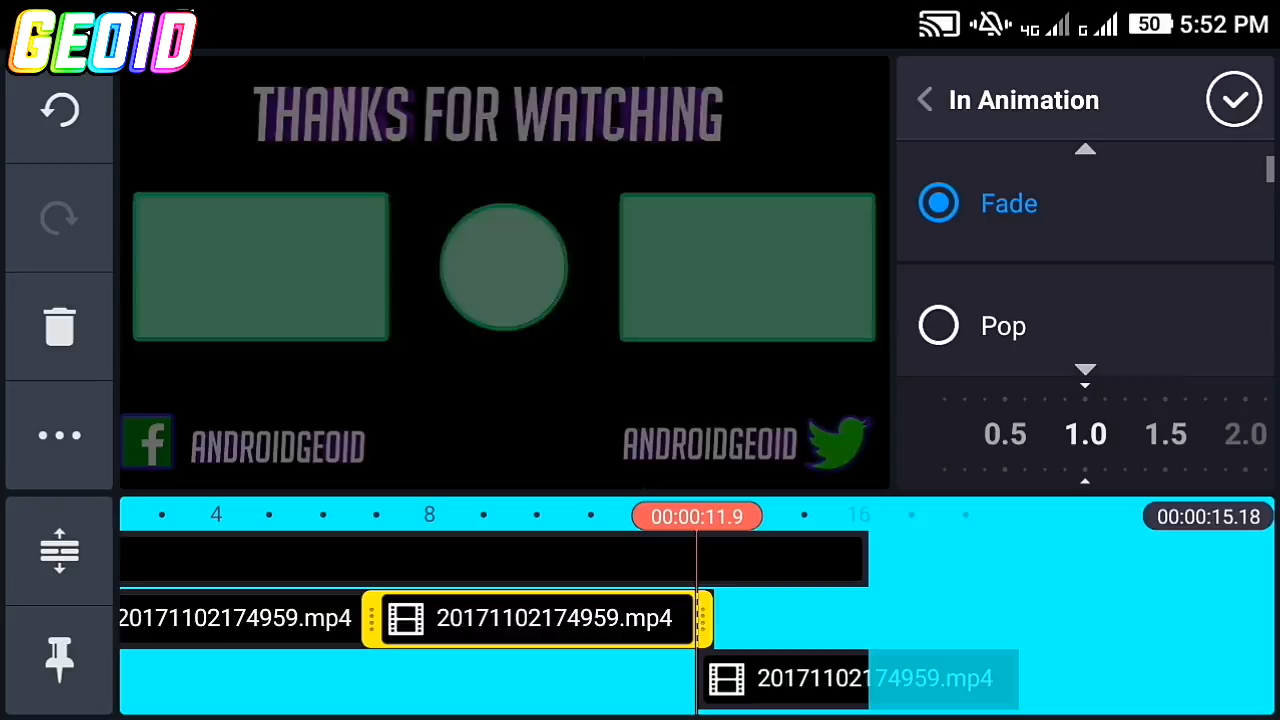 GEOID
4G G 50 5:52 PM
THANKS FOR WATCHING
In Animation
Fade
Pop
f ANDROIDGEOID
ANDROIDGEOID
0.5 1.0 1.5 2.0
4 8 00:00:11.9 16 00:00:15.18
20171102174959.mp4 20171102174959.mp4
20171102174959.mp4